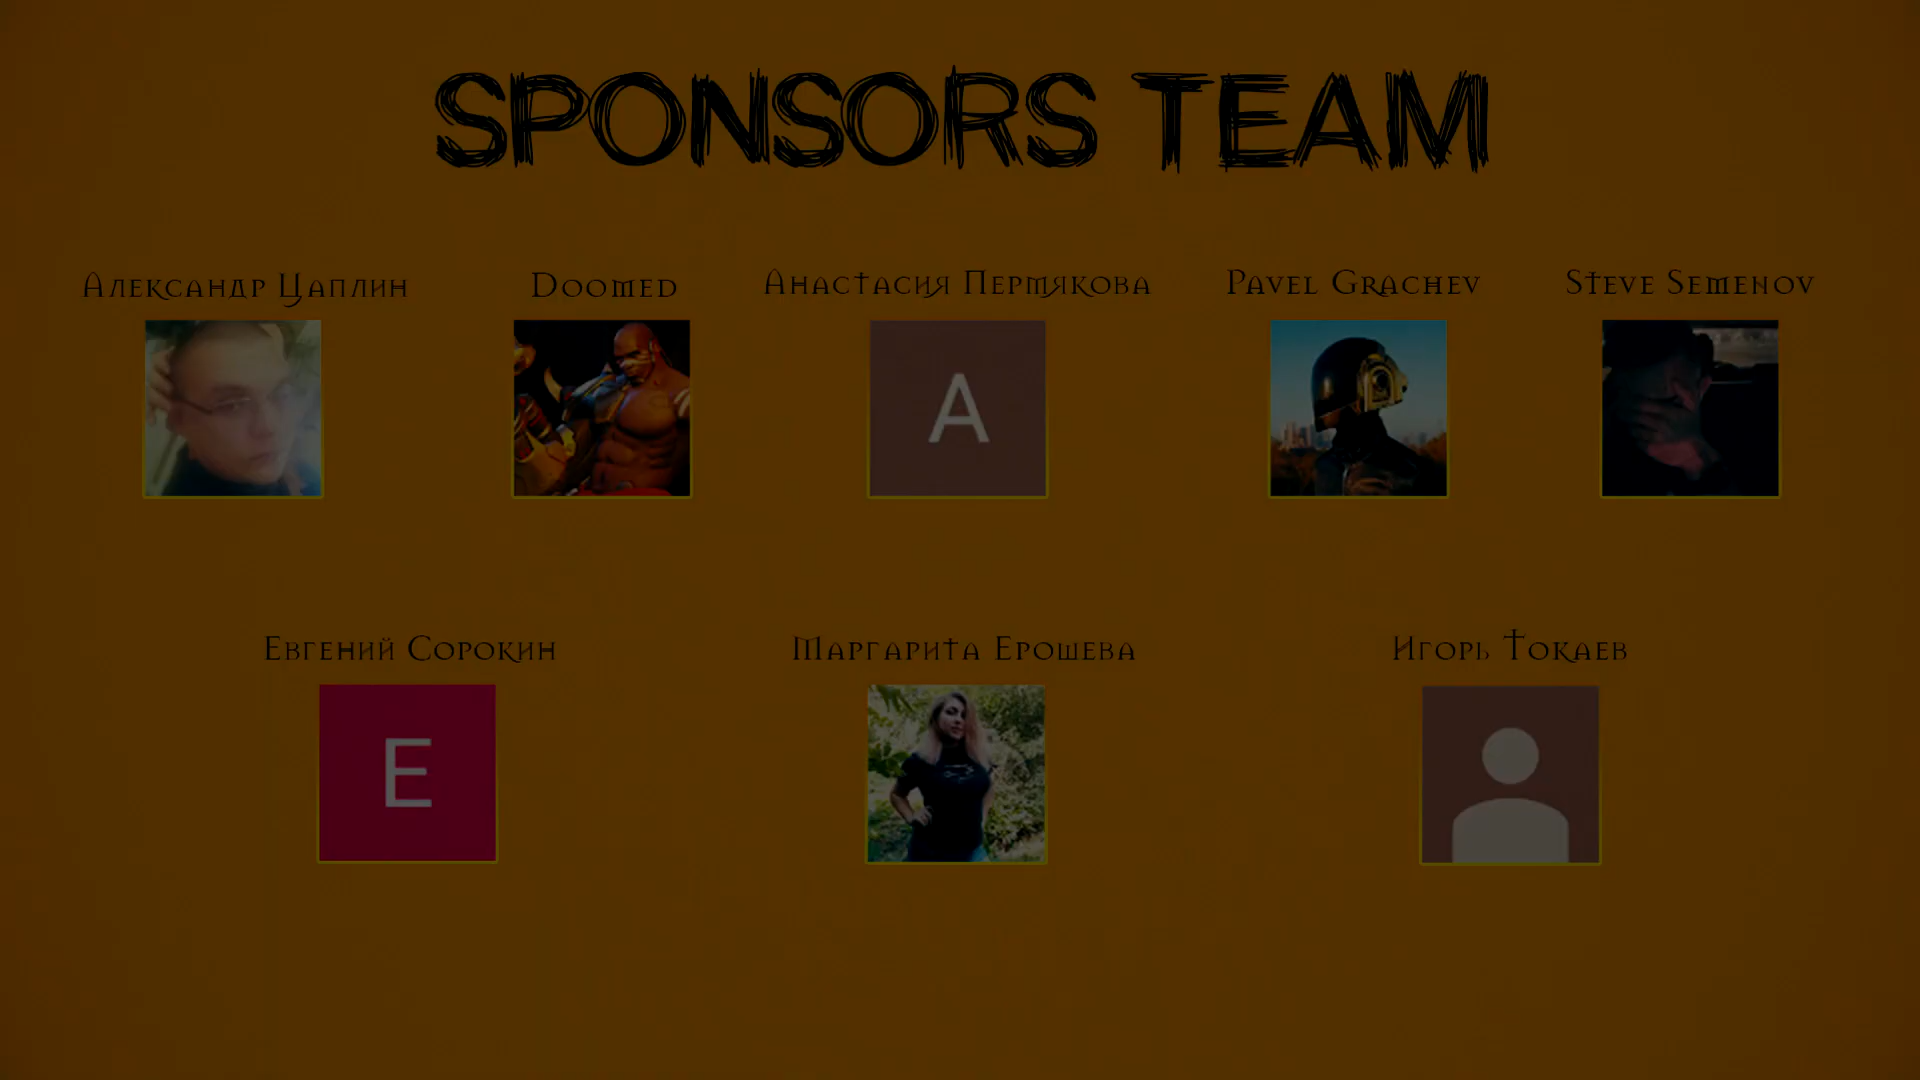 SPONSORS TEAM
Александр Цаплин
Doomed
Анастасия Пермякова
Pavel Grachev
Steve Semenov
A
Евгений Сорокин
Маргарита Ерошева
Игорь Токаев
E